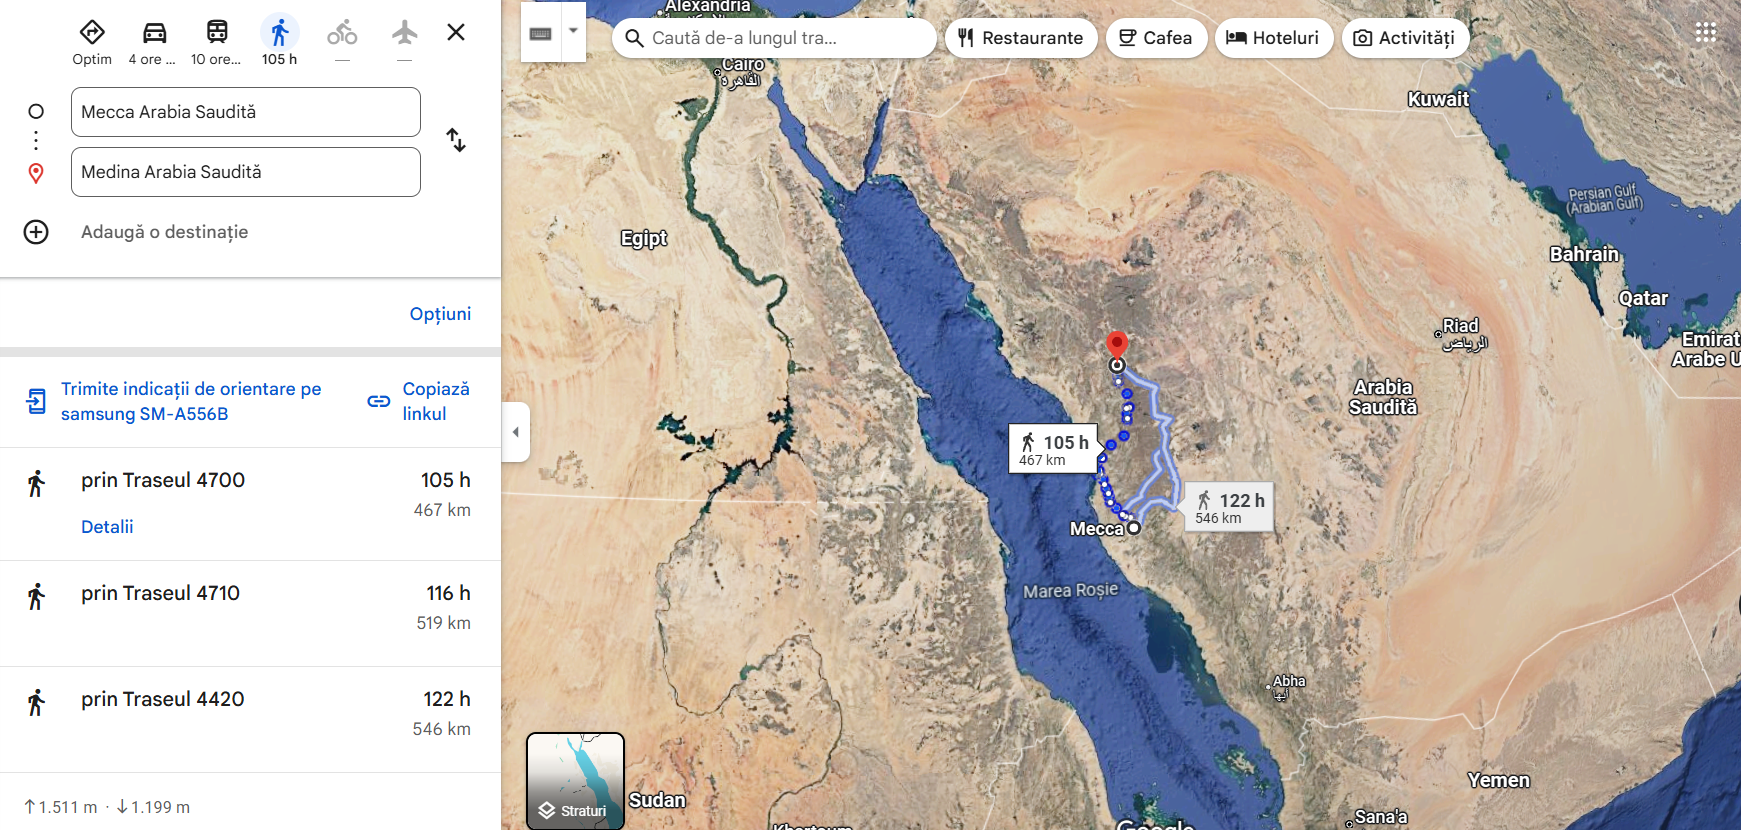 Optim
4 ore ...
10 ore...
105 h
—
—
Mecca Arabia Saudită
Medina Arabia Saudită
Adaugă o destinație
Opțiuni
Trimite indicații de orientare pe
samsung SM-A556B
Copiază
linkul
prin Traseul 4700
105 h
467 km
Detalii
prin Traseul 4710
116 h
519 km
prin Traseul 4420
122 h
546 km
↑1.511 m · ↓1.199 m
Caută de-a lungul tra...
Restaurante
Cafea
Hoteluri
Activități
Alexandria
Cairo
القاهرة
Kuwait
Persian Gulf
(Arabian Gulf)
Egipt
Bahrain
Qatar
Riad
الرياض
Emirat
Arabe U
Arabia
Saudită
105 h
467 km
122 h
546 km
Mecca
Marea Roșie
Abha
أبها
Straturi
Sudan
Khartoum
Yemen
Sana'a
Google